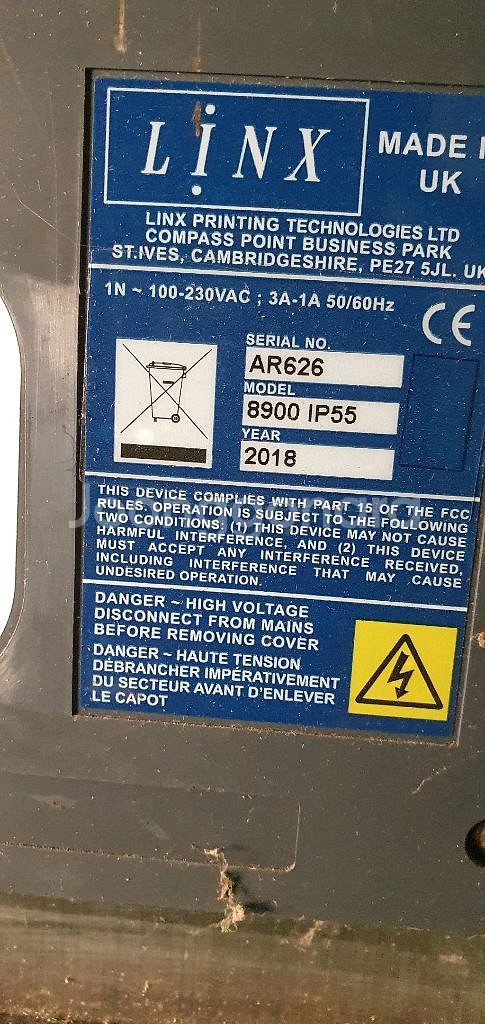 LINX
MADE I
UK
LINX PRINTING TECHNOLOGIES LTD
COMPASS POINT BUSINESS PARK
ST.IVES, CAMBRIDGESHIRE, PE27 5JL. UK
1N ~ 100-230VAC ; 3A-1A 50/60Hz
CE
SERIAL NO.
AR626
MODEL
8900 IP55
YEAR
2018
THIS DEVICE COMPLIES WITH PART 15 OF THE FCC
RULES. OPERATION IS SUBJECT TO THE FOLLOWING
TWO CONDITIONS: (1) THIS DEVICE MAY NOT CAUSE
HARMFUL INTERFERENCE, AND (2) THIS DEVICE
MUST ACCEPT ANY INTERFERENCE RECEIVED,
INCLUDING INTERFERENCE THAT MAY CAUSE
UNDESIRED OPERATION.
DANGER ~ HIGH VOLTAGE
DISCONNECT FROM MAINS
BEFORE REMOVING COVER
DANGER ~ HAUTE TENSION
DÉBRANCHER IMPÉRATIVEMENT
DU SECTEUR AVANT D'ENLEVER
LE CAPOT